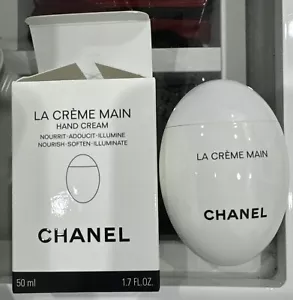 LA CRÈME MAIN
HAND CREAM
NOURRIT-ADOUCIT-ILLUMINE
NOURISH-SOFTEN-ILLUMINATE
CHANEL
50 ml
1.7 FL.OZ.
LA CRÈME MAIN
CHANEL